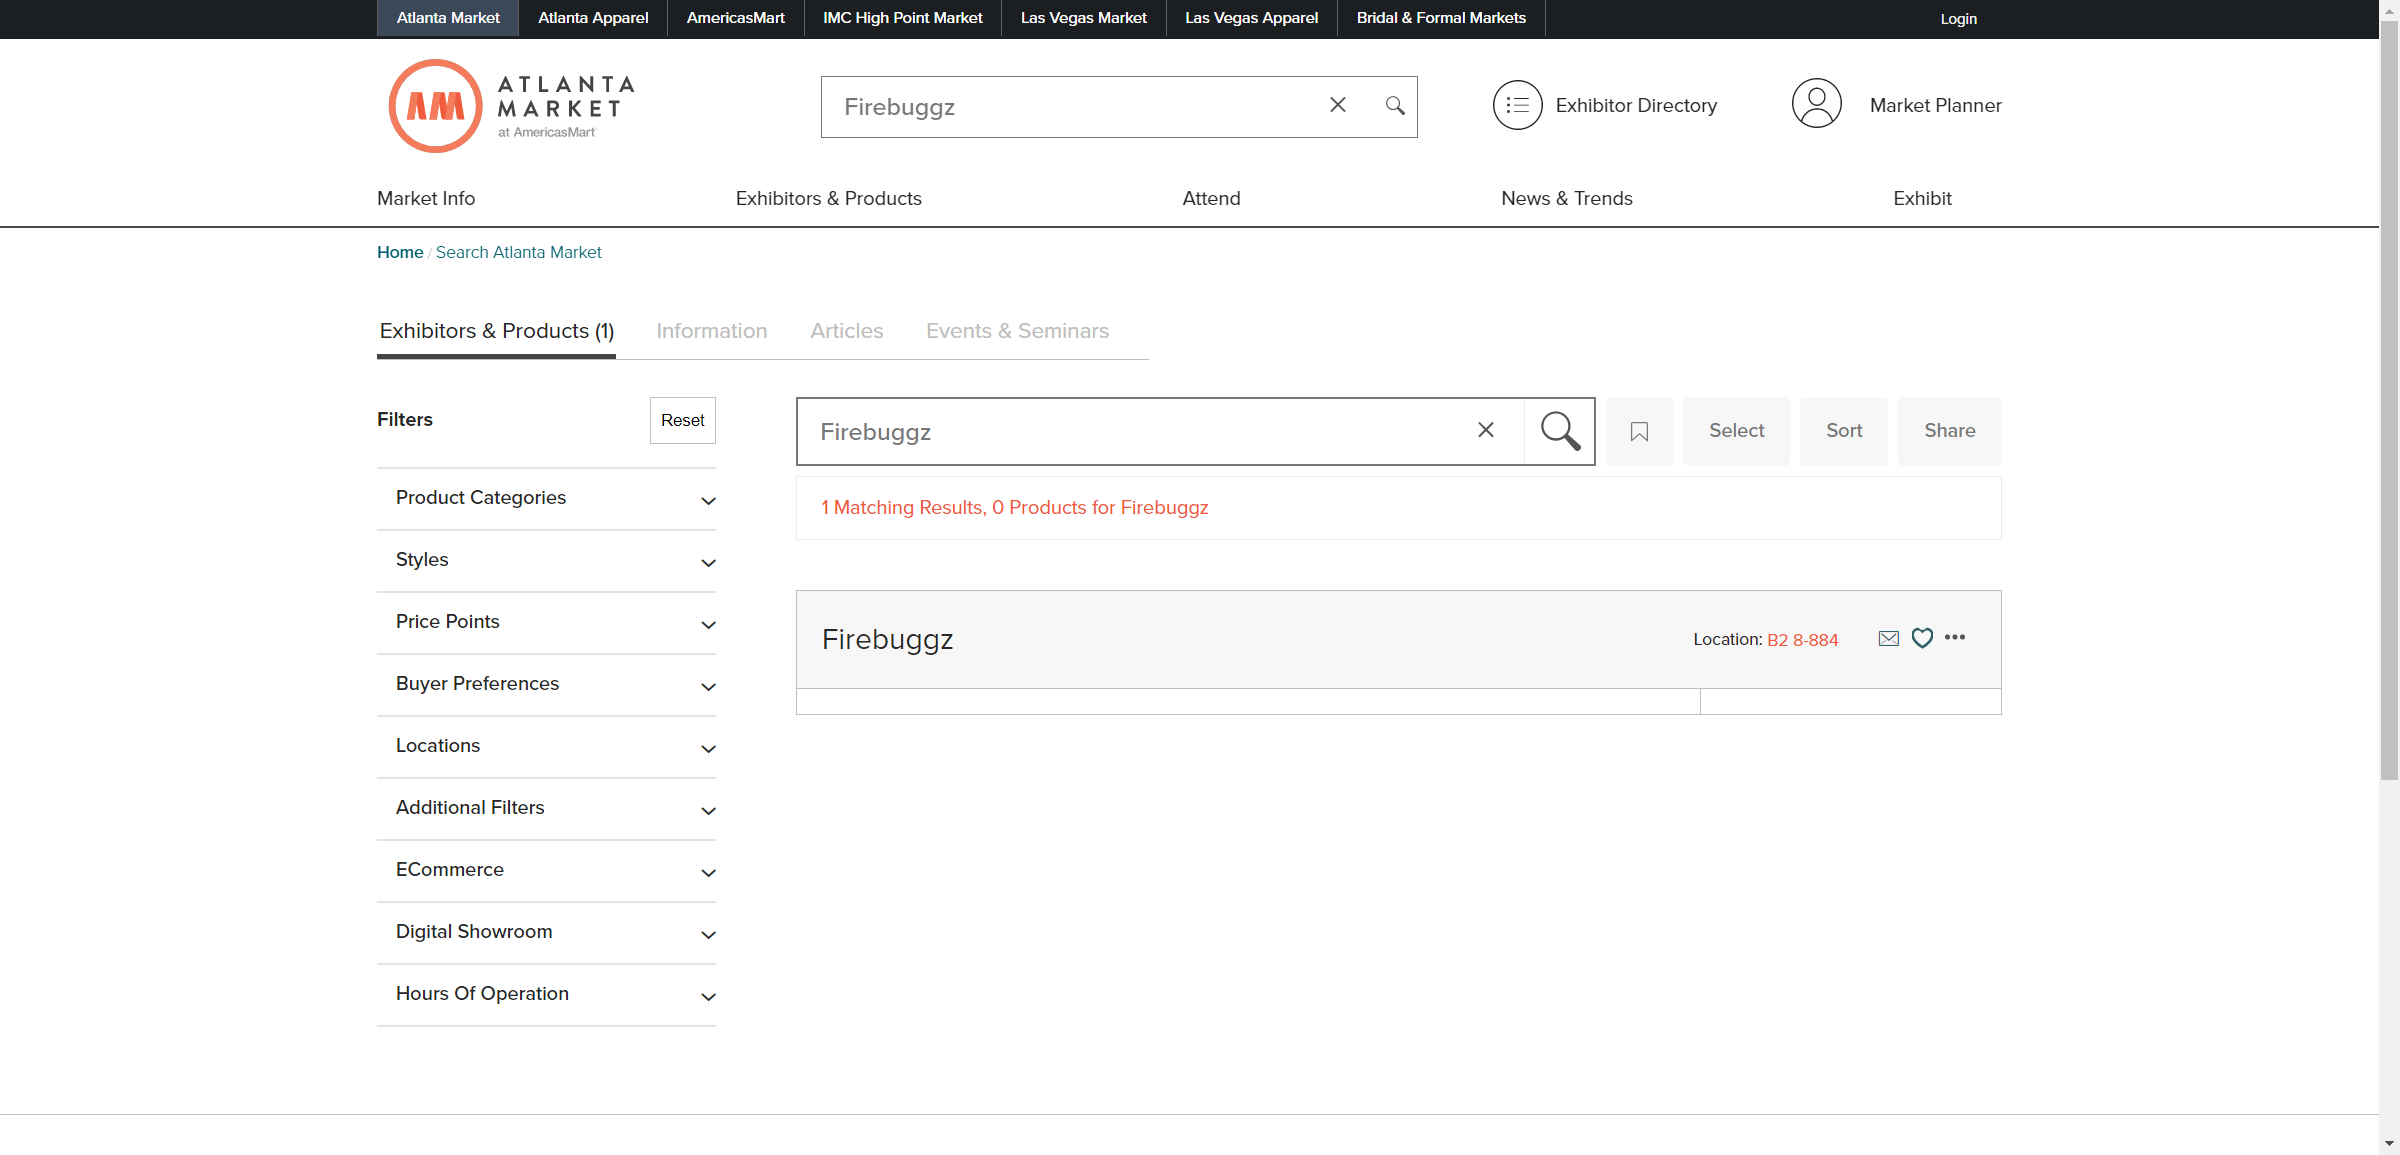 Atlanta Market Atlanta Apparel AmericasMart IMC High Point Market Las Vegas Market Las Vegas Apparel Bridal & Formal Markets Login
AM
ATLANTA
MARKET
at AmericasMart
Firebuggz
Exhibitor Directory
Market Planner
Market Info Exhibitors & Products Attend News & Trends Exhibit
Home / Search Atlanta Market
Exhibitors & Products (1) Information Articles Events & Seminars
Filters
Reset
Firebuggz
Select
Sort
Share
1 Matching Results, 0 Products for Firebuggz
Product Categories
Styles
Price Points
Buyer Preferences
Locations
Additional Filters
ECommerce
Digital Showroom
Hours Of Operation
Firebuggz
Location: B2 8-884